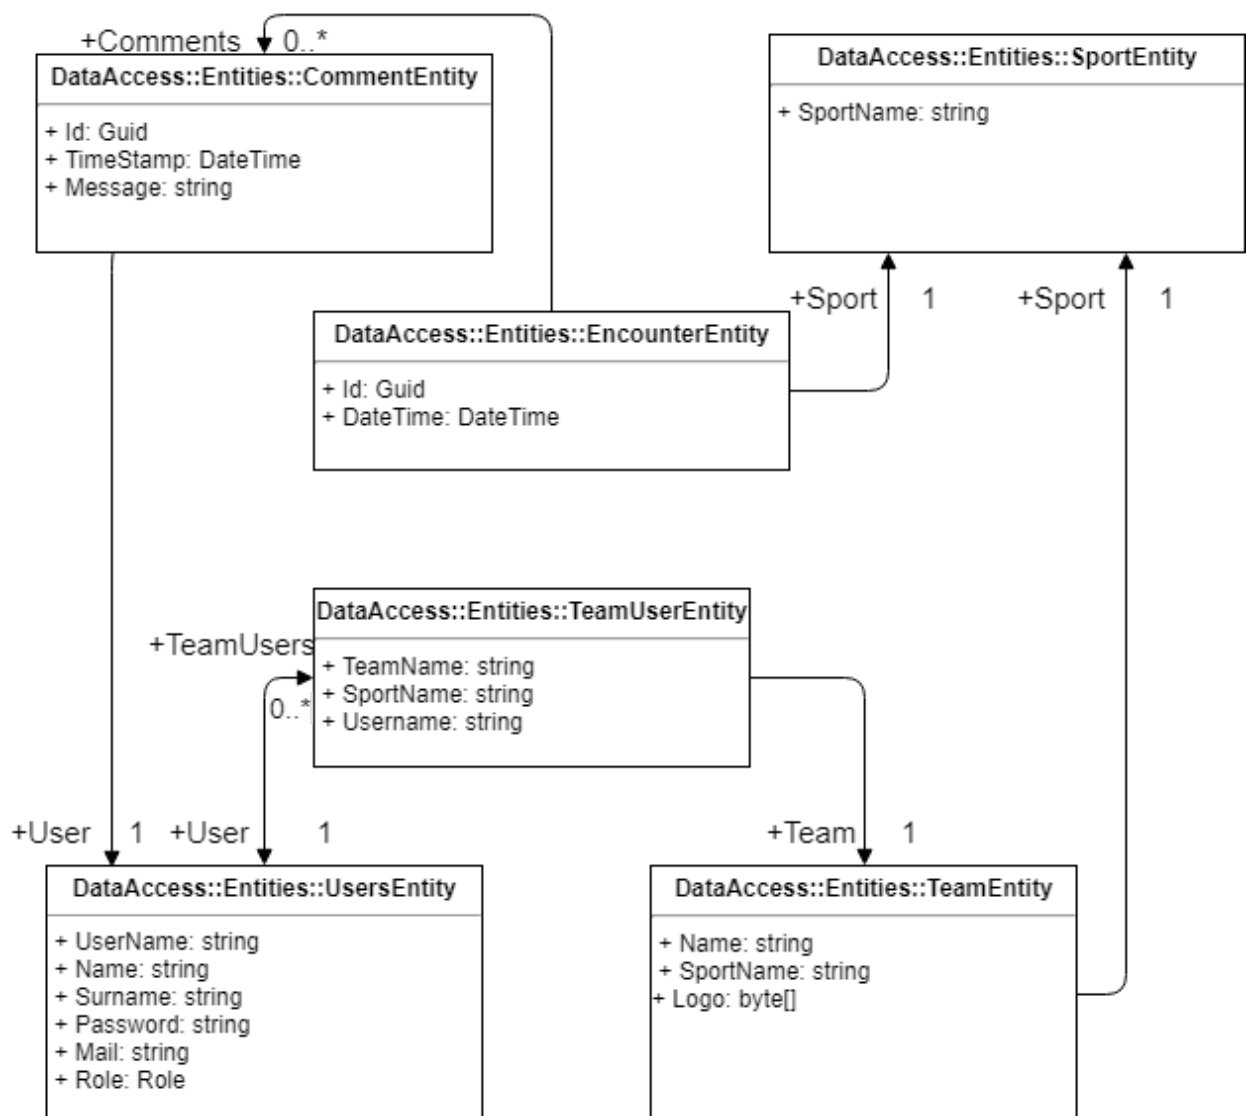 +Comments 0..*
DataAccess::Entities::CommentEntity
+ Id: Guid
+ TimeStamp: DateTime
+ Message: string
DataAccess::Entities::SportEntity
+ SportName: string
+Sport 1
+Sport 1
DataAccess::Entities::EncounterEntity
+ Id: Guid
+ DateTime: DateTime
DataAccess::Entities::TeamUserEntity
+ TeamName: string
+ SportName: string
+ Username: string
+TeamUsers
0..*
+User 1
+User 1
+Team 1
DataAccess::Entities::UsersEntity
+ UserName: string
+ Name: string
+ Surname: string
+ Password: string
+ Mail: string
+ Role: Role
DataAccess::Entities::TeamEntity
+ Name: string
+ SportName: string
+ Logo: byte[]